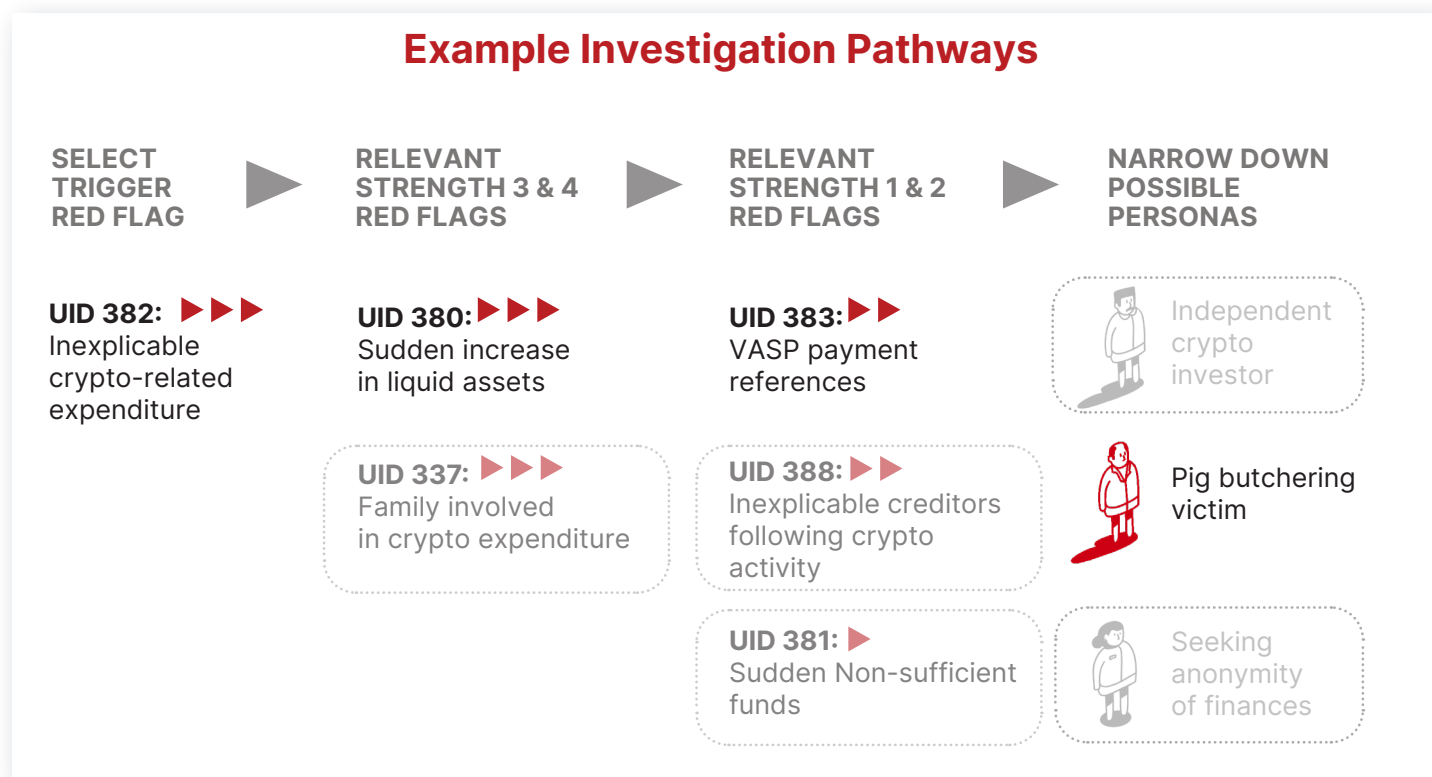 Example Investigation Pathways
SELECT
TRIGGER
RED FLAG
RELEVANT
STRENGTH 3 & 4
RED FLAGS
RELEVANT
STRENGTH 1 & 2
RED FLAGS
NARROW DOWN
POSSIBLE
PERSONAS
UID 382:
Inexplicable
crypto-related
expenditure
UID 380:
Sudden increase
in liquid assets
UID 337:
Family involved
in crypto expenditure
UID 383:
VASP payment
references
UID 388:
Inexplicable creditors
following crypto
activity
UID 381:
Sudden Non-sufficient
funds
Independent
crypto
investor
Pig butchering
victim
Seeking
anonymity
of finances